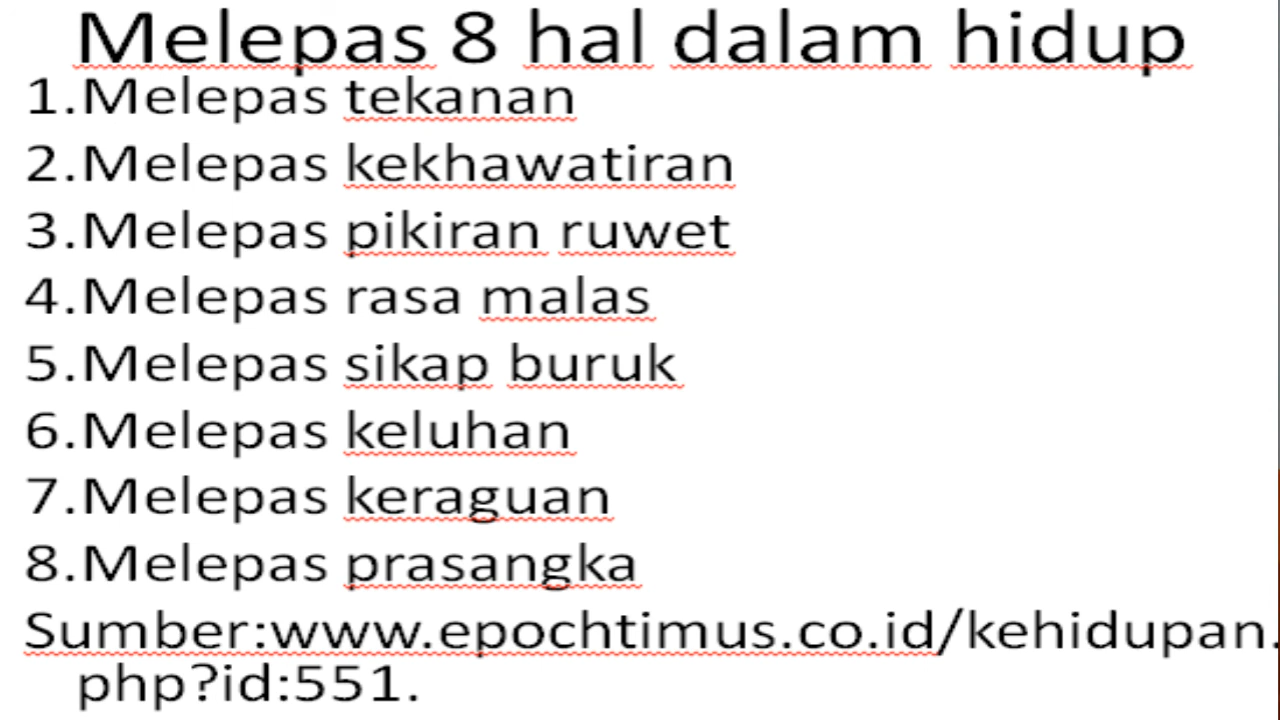 Melepas 8 hal dalam hidup
1.Melepas tekanan
2.Melepas kekhawatiran
3.Melepas pikiran ruwet
4.Melepas rasa malas
5.Melepas sikap buruk
6.Melepas keluhan
7.Melepas keraguan
8.Melepas prasangka
Sumber:www.epochtimus.co.id/kehidupan.
php?id:551.